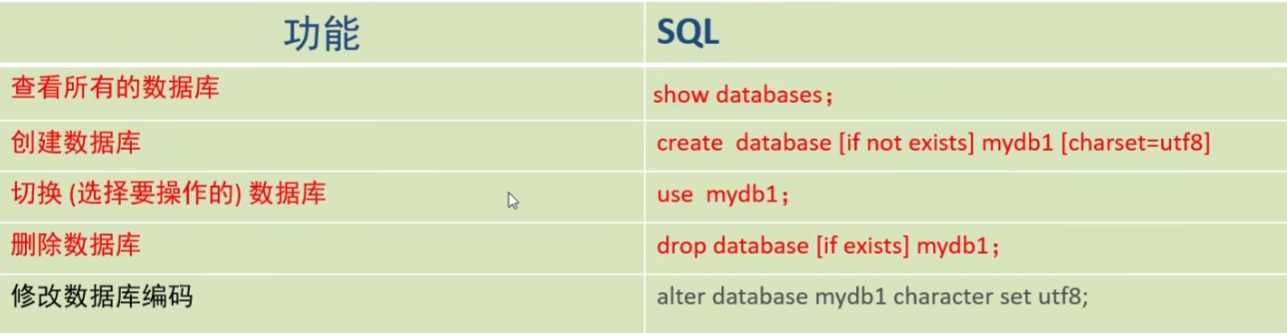 功能 SQL
查看所有的数据库 show databases；
创建数据库 create  database [if not exists] mydb1 [charset=utf8]
切换 (选择要操作的) 数据库 use  mydb1；
删除数据库 drop database [if exists] mydb1；
修改数据库编码 alter database mydb1 character set utf8;